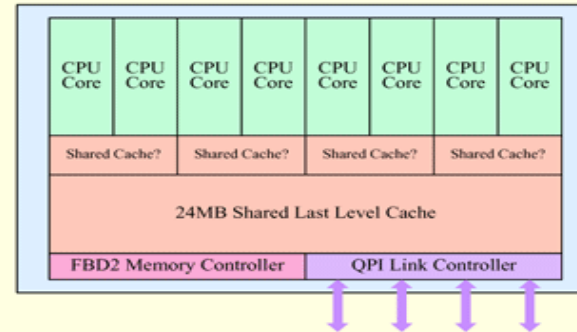 CPU Core CPU Core CPU Core CPU Core CPU Core CPU Core CPU Core CPU Core
Shared Cache? Shared Cache? Shared Cache? Shared Cache?
24MB Shared Last Level Cache
FBD2 Memory Controller QPI Link Controller